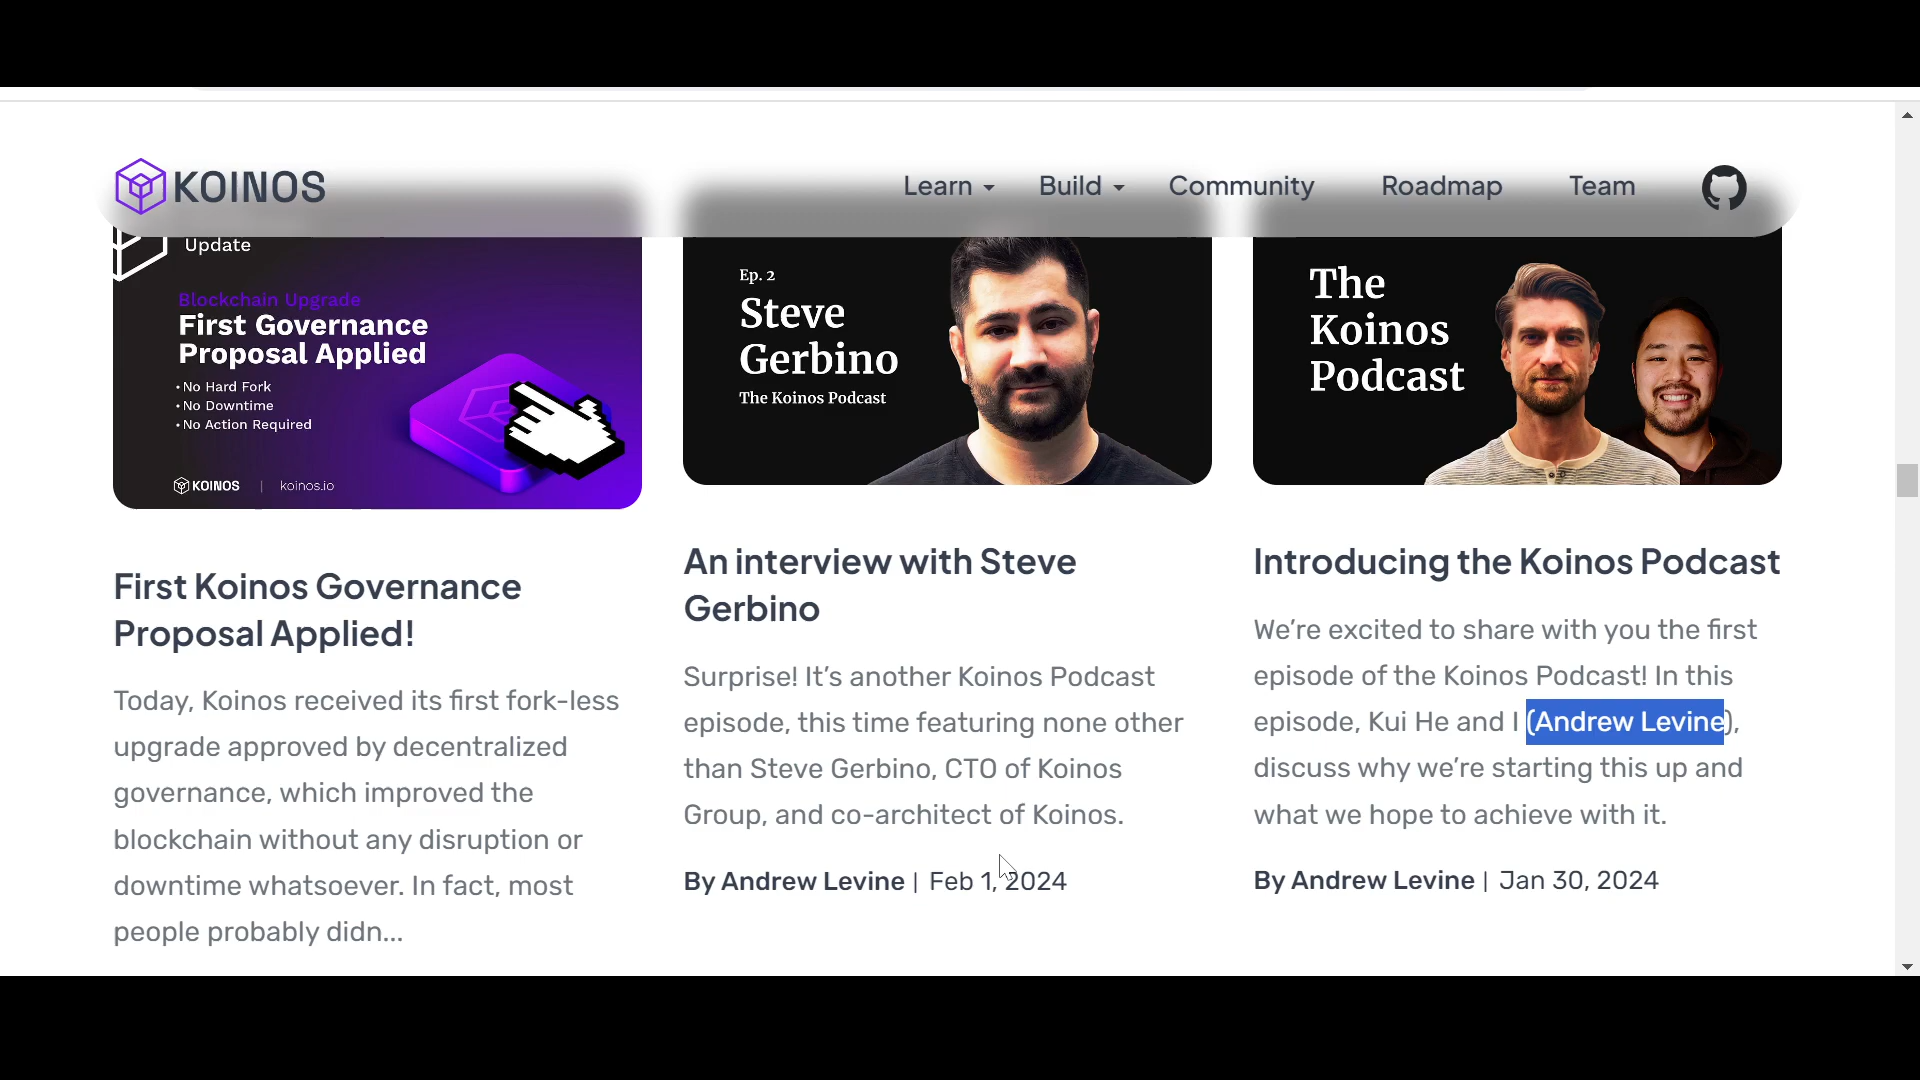 KOINOS
Learn
Build
Community
Roadmap
Team
Update
Blockchain Upgrade
First Governance
Proposal Applied
• No Hard Fork
• No Downtime
• No Action Required
KOINOS | koinos.io
First Koinos Governance
Proposal Applied!
Today, Koinos received its first fork-less
upgrade approved by decentralized
governance, which improved the
blockchain without any disruption or
downtime whatsoever. In fact, most
people probably didn...
Ep. 2
Steve
Gerbino
The Koinos Podcast
An interview with Steve
Gerbino
Surprise! It’s another Koinos Podcast
episode, this time featuring none other
than Steve Gerbino, CTO of Koinos
Group, and co-architect of Koinos.
By Andrew Levine | Feb 1, 2024
The
Koinos
Podcast
Introducing the Koinos Podcast
We’re excited to share with you the first
episode of the Koinos Podcast! In this
episode, Kui He and I (Andrew Levine),
discuss why we’re starting this up and
what we hope to achieve with it.
By Andrew Levine | Jan 30, 2024